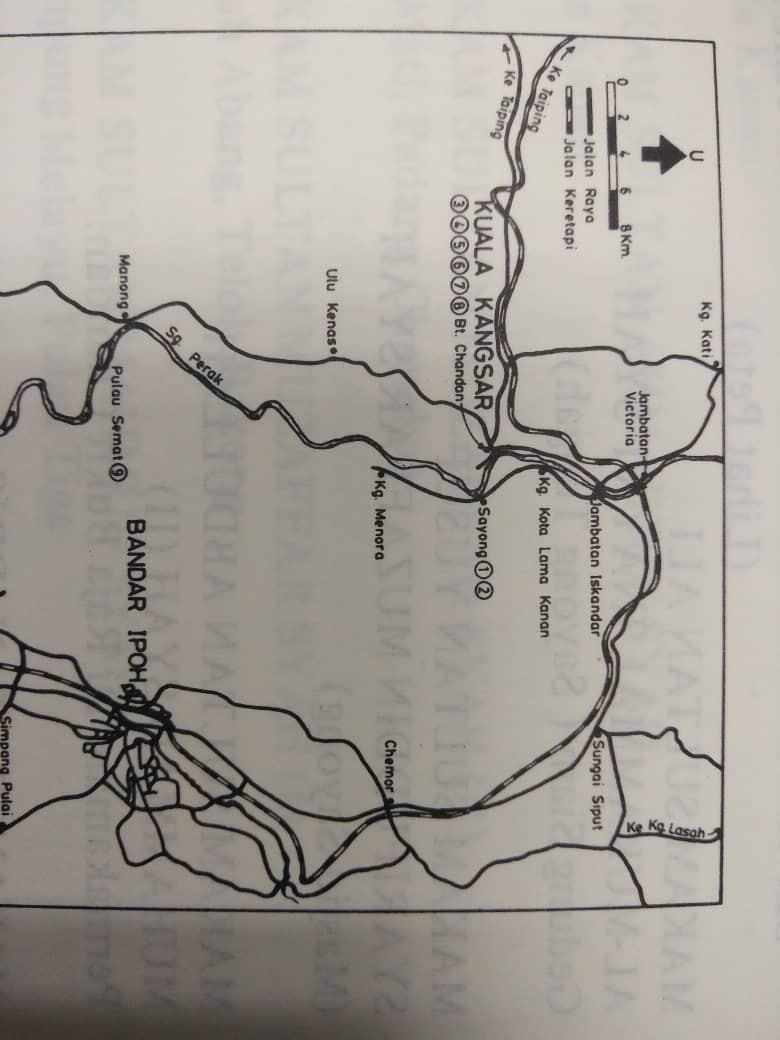 U
0 2 4 6 8 Km.
Jalan Raya
Jalan Keretapi
Ke Taiping
Ke Taiping
Kg. Kati
Jambatan
Victoria
KUALA KANGSAR
③④⑤⑥⑦⑧ Bt. Chandan
Jambatan Iskandar
Kg. Kota Lama Kanan
Sayong ①②
Kg. Menora
Ulu Kenas
Sg. Perak
Manong
Pulau Semat ⑨
Sungai Siput
Ke Kg Lasah
Chemor
BANDAR IPOH
Simpang Pulai